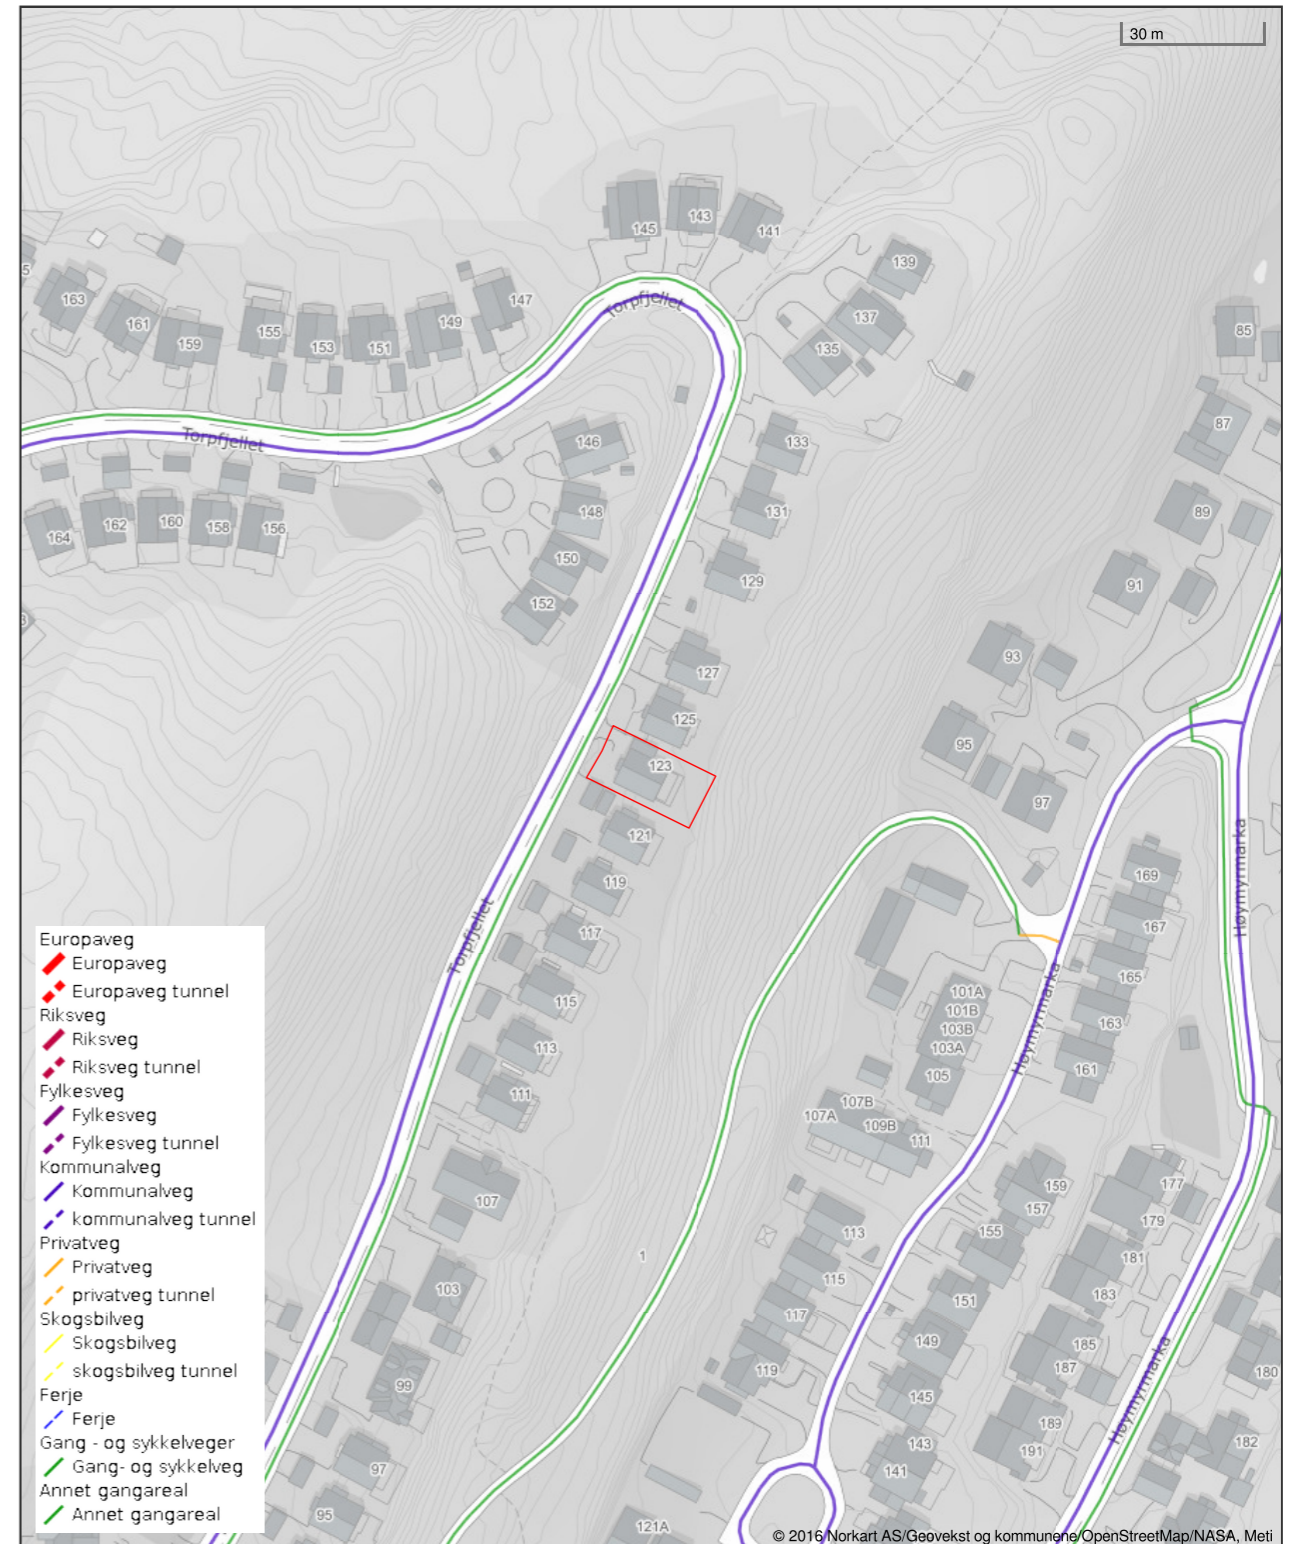 30 m
145
143
141
139
5
163
161
159
155
153
151
149
147
Torpfjellet
137
135
85
Torpfjellet
146
133
87
148
131
89
164
162
160
158
156
150
129
91
152
127
93
125
95
123
97
121
119
117
115
113
111
Torpfjellet
169
167
165
163
161
Høymyrmarka
Høymyrmarka
101A
101B
103B
103A
105
107B
107A
109B
111
107
159
157
177
179
155
113
1
115
181
183
103
117
151
149
185
187
180
119
99
145
Høymyrmarka
189
191
143
141
182
97
95
121A
Europaveg
Europaveg
Europaveg tunnel
Riksveg
Riksveg
Riksveg tunnel
Fylkesveg
Fylkesveg
Fylkesveg tunnel
Kommunalveg
Kommunalveg
kommunalveg tunnel
Privatveg
Privatveg
privatveg tunnel
Skogsbilveg
Skogsbilveg
skogsbilveg tunnel
Ferje
Ferje
Gang - og sykkelveger
Gang- og sykkelveg
Annet gangareal
Annet gangareal
© 2016 Norkart AS/Geovekst og kommunene/OpenStreetMap/NASA, Meti